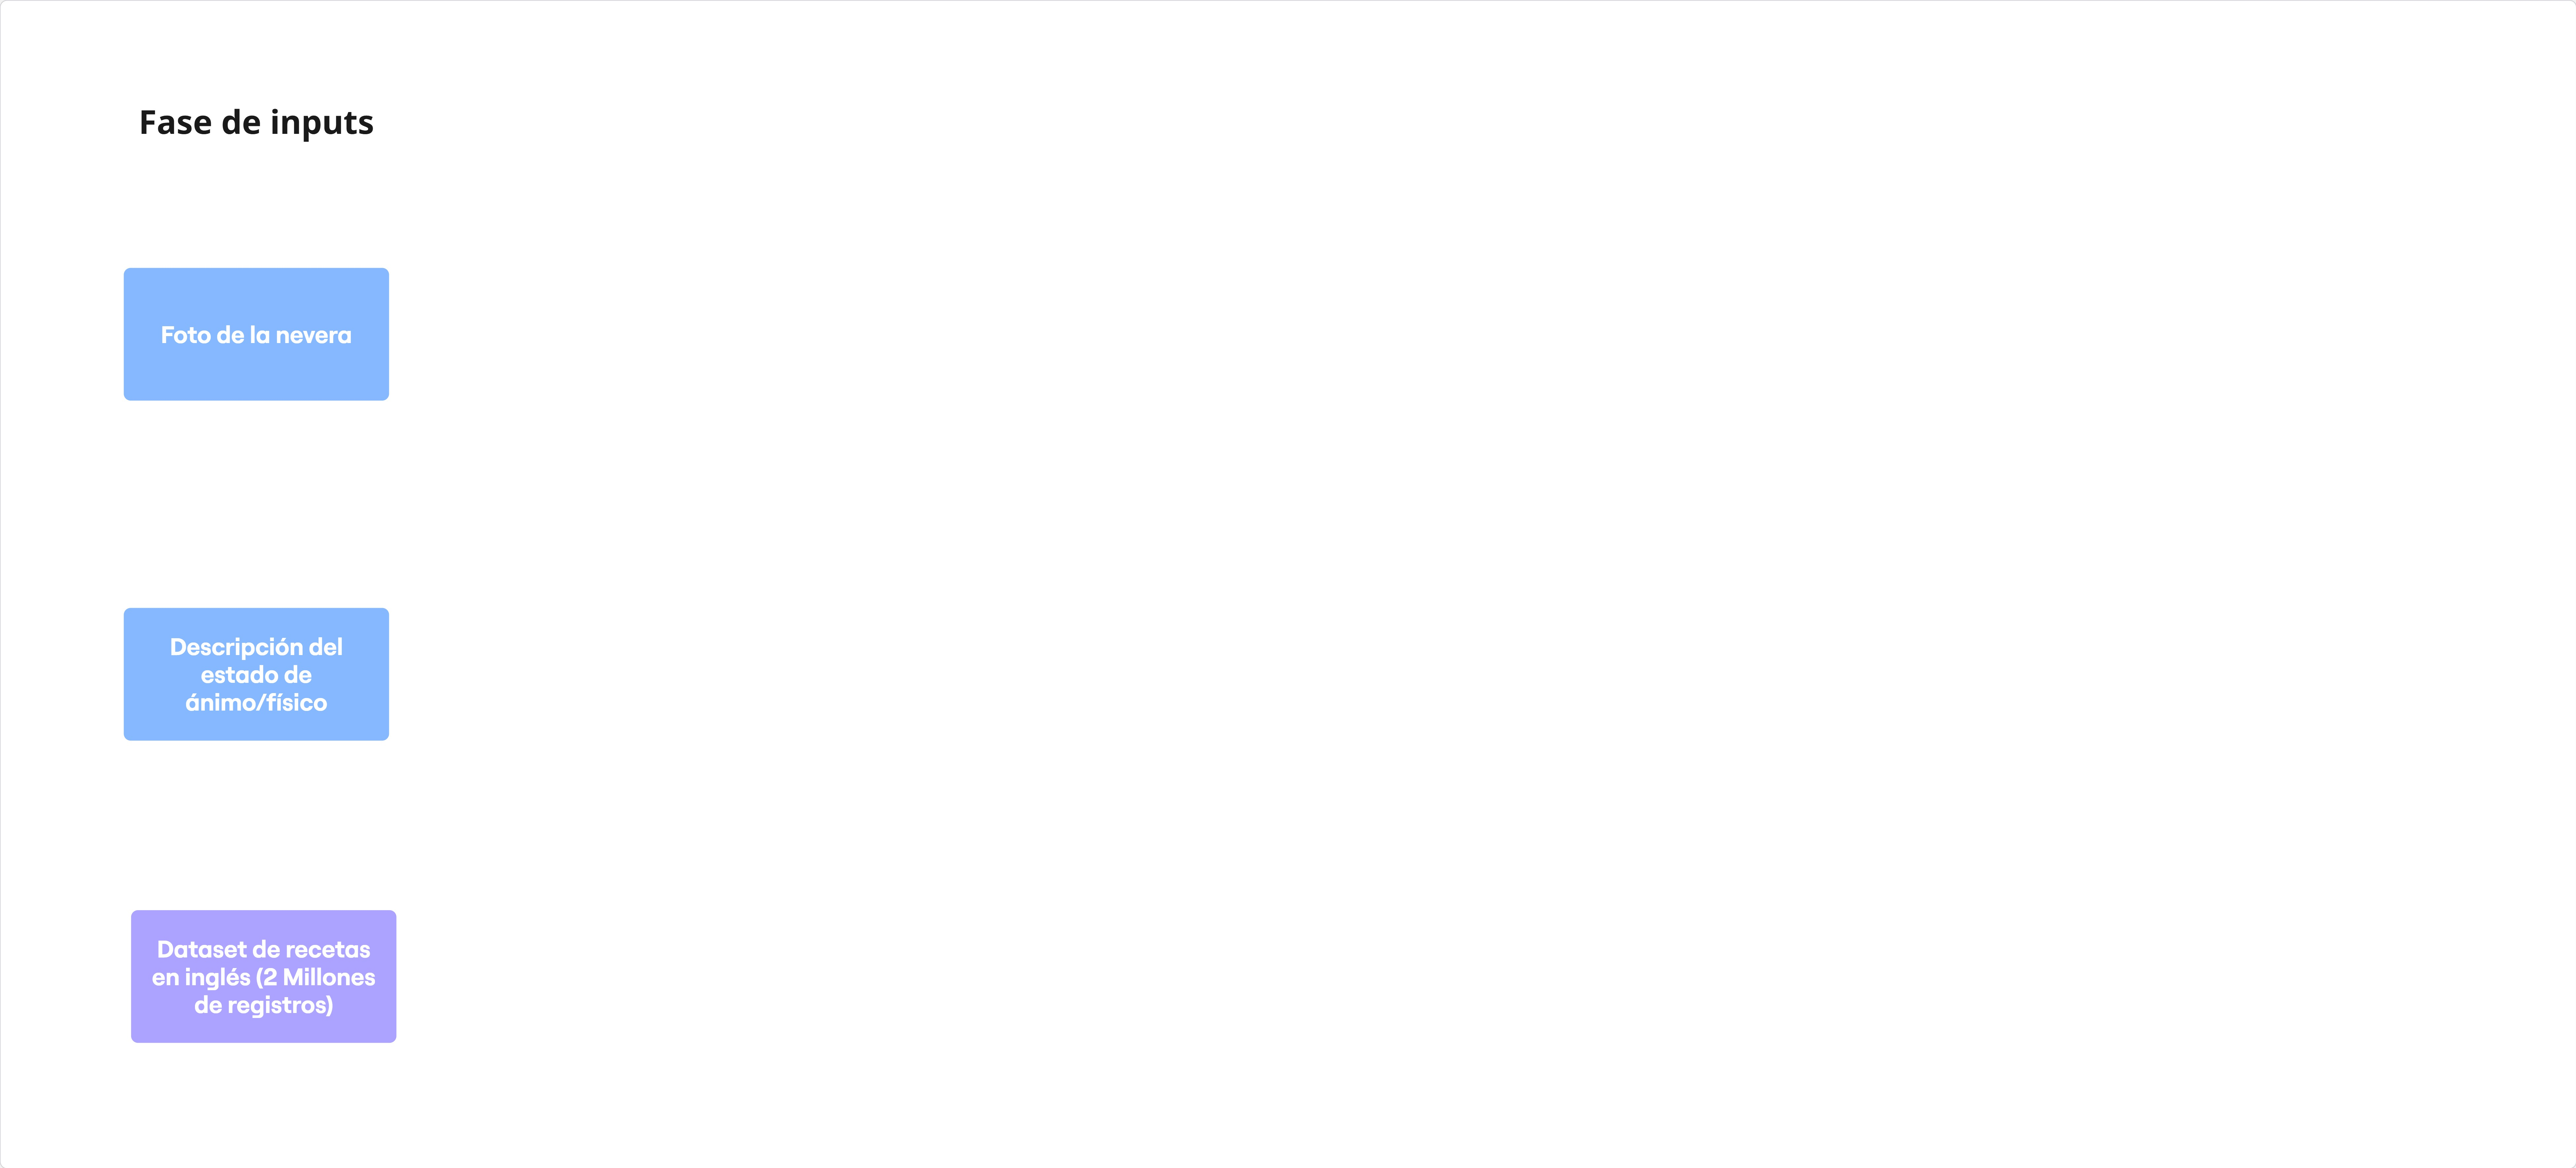 Fase de inputs
Foto de la nevera
Descripción del
estado de
ánimo/físico
Dataset de recetas
en inglés (2 Millones
de registros)